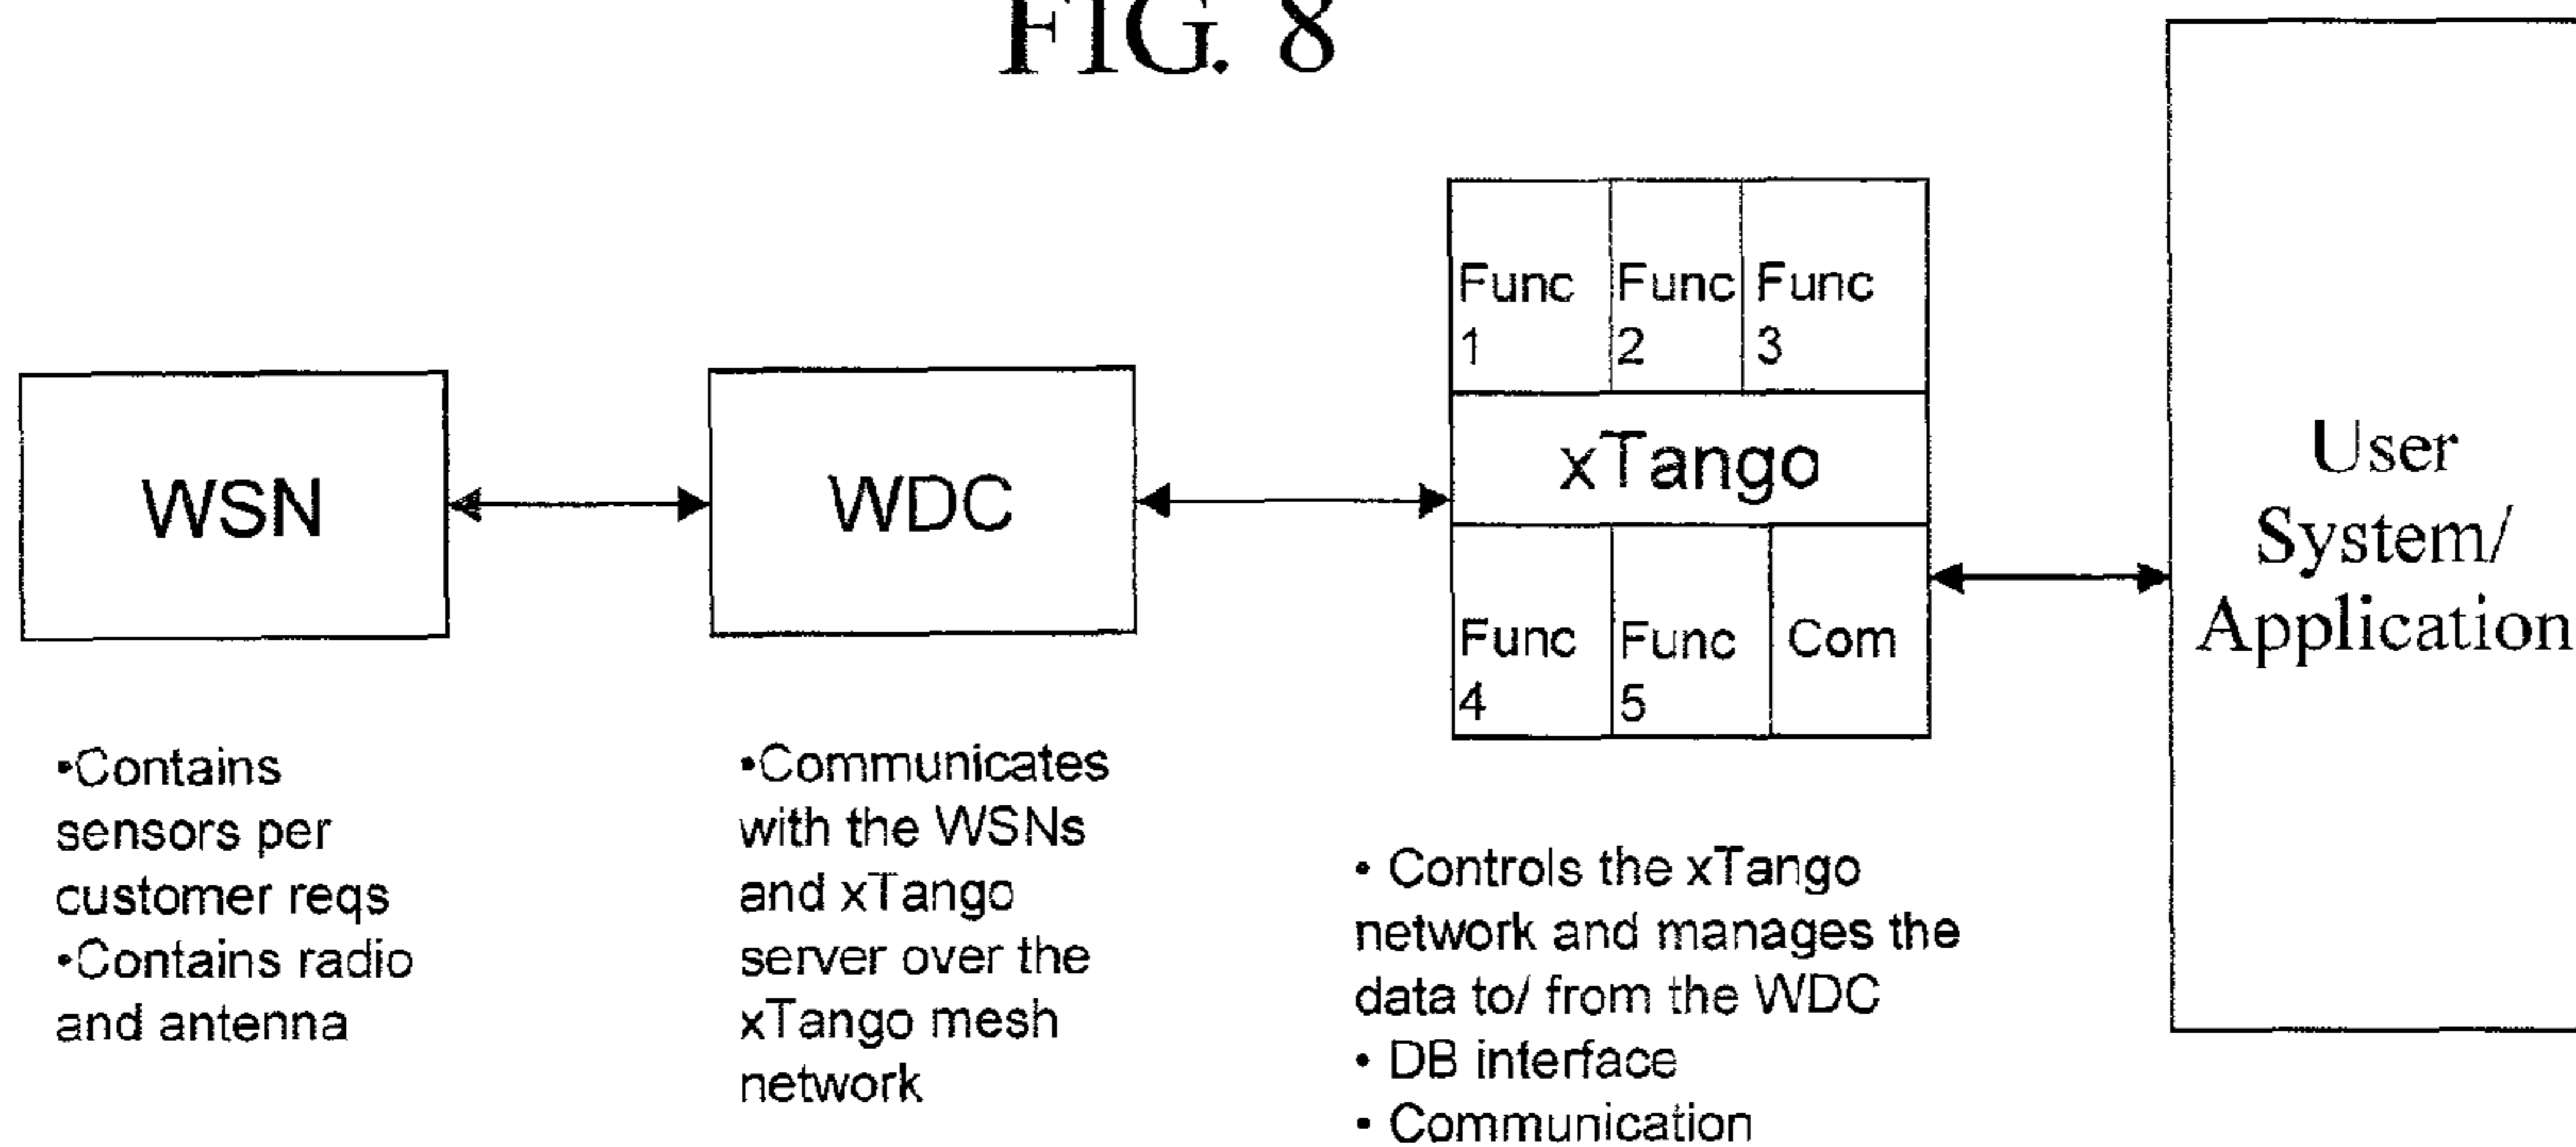 FIG. 8
WSN
•Contains
sensors per
customer reqs
•Contains radio
and antenna
WDC
•Communicates
with the WSNs
and xTango
server over the
xTango mesh
network
Func
1
Func
2
Func
3
xTango
Func
4
Func
5
Com
• Controls the xTango
network and manages the
data to/ from the WDC
• DB interface
• Communication
User
System/
Application